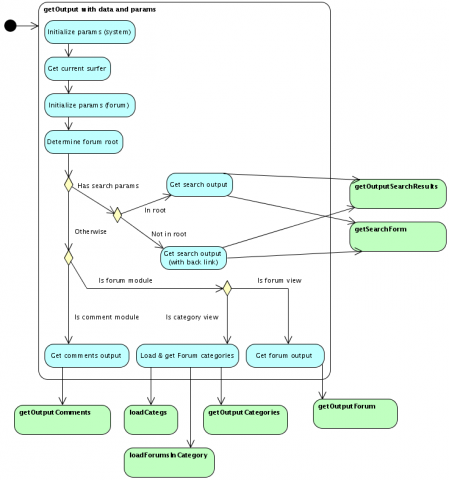 getOutput with data and params
Initialize params (system)
Get current surfer
Initialize params (forum)
Determine forum root
Has search params
Get search output
In root
getOutputSearchResults
getSearchForm
Otherwise
Not in root
Get search output
(with back link)
Is forum module
Is forum view
Is comment module
Is category view
Get comments output
Load & get Forum categories
Get forum output
getOutputComments
loadCategs
getOutputCategories
getOutputForum
loadForumsInCategory